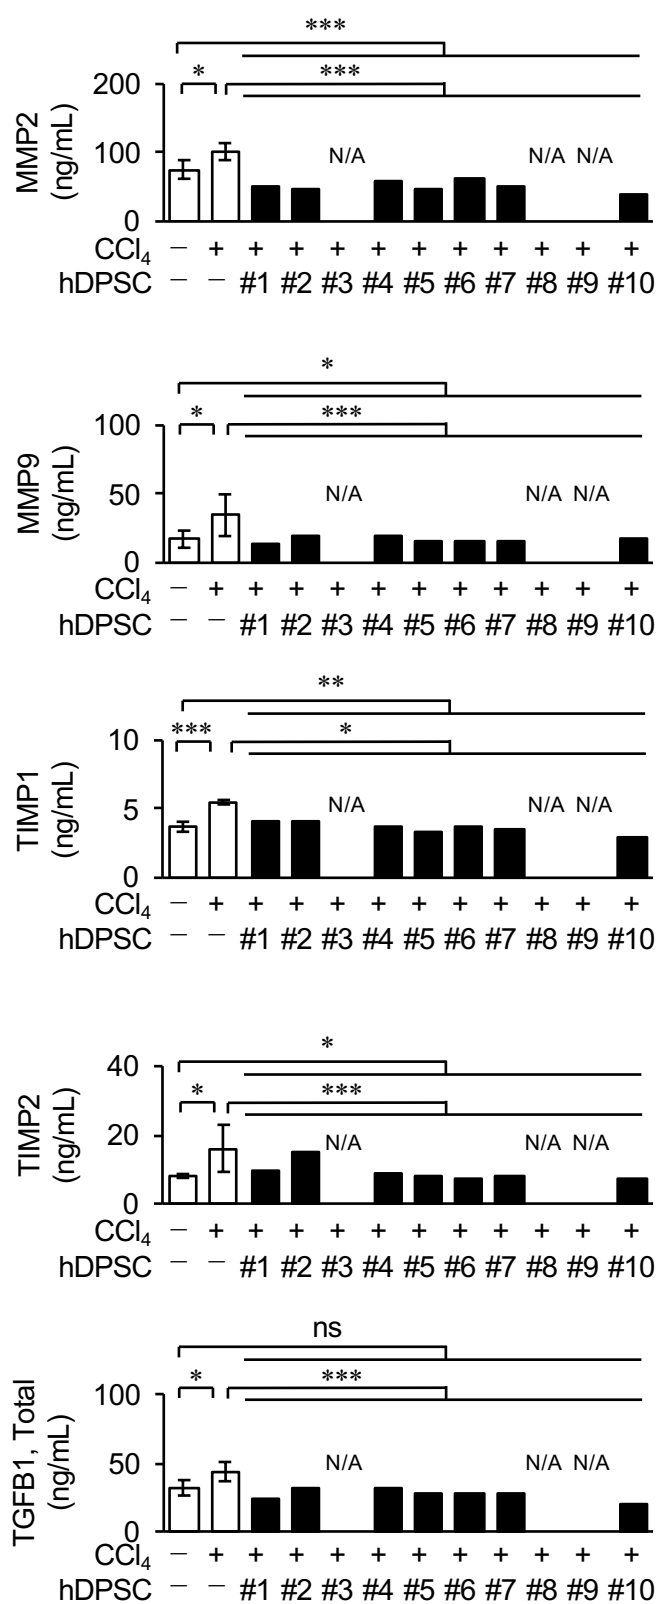 ***
* ***
MMP2
(ng/mL)
200
100
0
N/A N/A N/A
CCl₄ − + + + + + + + + + + +
hDPSC − − #1 #2 #3 #4 #5 #6 #7 #8 #9 #10
*
* ***
MMP9
(ng/mL)
100
50
0
N/A N/A N/A
CCl₄ − + + + + + + + + + + +
hDPSC − − #1 #2 #3 #4 #5 #6 #7 #8 #9 #10
**
*** *
TIMP1
(ng/mL)
10
5
0
N/A N/A N/A
CCl₄ − + + + + + + + + + + +
hDPSC − − #1 #2 #3 #4 #5 #6 #7 #8 #9 #10
*
* ***
TIMP2
(ng/mL)
40
20
0
N/A N/A N/A
CCl₄ − + + + + + + + + + + +
hDPSC − − #1 #2 #3 #4 #5 #6 #7 #8 #9 #10
ns
* ***
TGFB1, Total
(ng/mL)
100
50
0
N/A N/A N/A
CCl₄ − + + + + + + + + + + +
hDPSC − − #1 #2 #3 #4 #5 #6 #7 #8 #9 #10